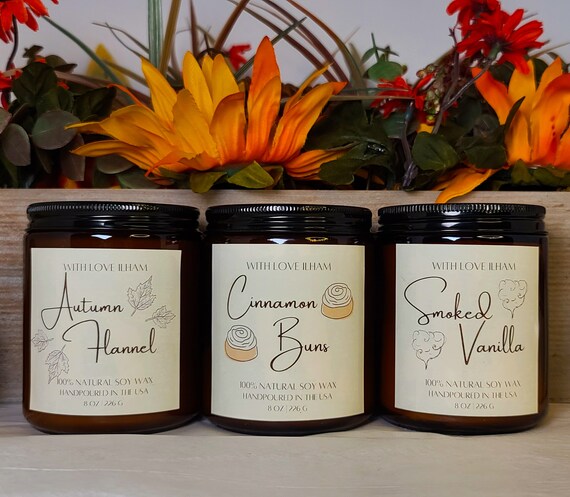 WITH LOVE ILHAM
Autumn
Flannel
100% NATURAL SOY WAX
HANDPOURED IN THE USA
8 OZ | 226 G
WITH LOVE ILHAM
Cinnamon
Buns
100% NATURAL SOY WAX
HANDPOURED IN THE USA
8 OZ | 226 G
WITH LOVE ILHAM
Smoked
Vanilla
100% NATURAL SOY WAX
HANDPOURED IN THE USA
8 OZ | 226 G